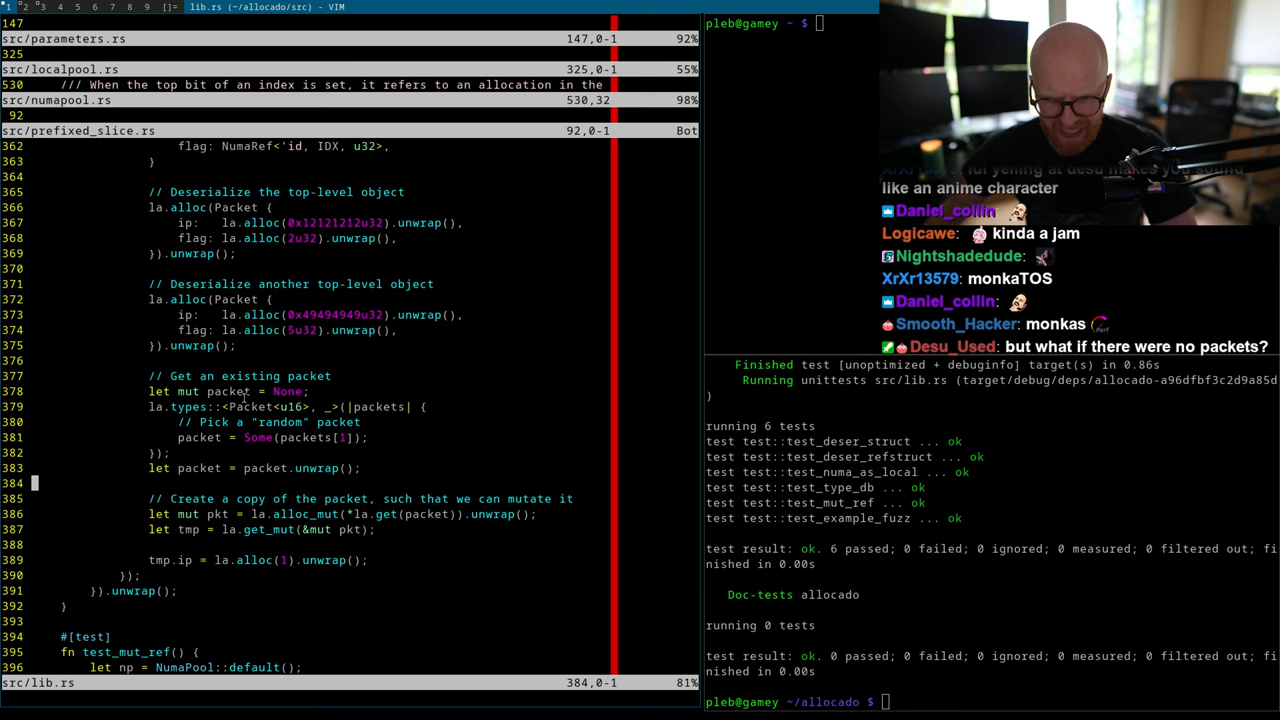 1 2 3 4 5 6 7 8 9 []= lib.rs (~/allocado/src) - VIM
147
src/parameters.rs 147,0-1 92%
325
src/localpool.rs 325,0-1 55%
530 /// When the top bit of an index is set, it refers to an allocation in the
src/numapool.rs 530,32 98%
92
src/prefixed_slice.rs 92,0-1 Bot
362 flag: NumaRef<'id, IDX, u32>,
363 }
364
365 // Deserialize the top-level object
366 la.alloc(Packet {
367 ip: la.alloc(0x12121212u32).unwrap(),
368 flag: la.alloc(2u32).unwrap(),
369 }).unwrap();
370
371 // Deserialize another top-level object
372 la.alloc(Packet {
373 ip: la.alloc(0x49494949u32).unwrap(),
374 flag: la.alloc(5u32).unwrap(),
375 }).unwrap();
376
377 // Get an existing packet
378 let mut packet = None;
379 la.types::<Packet<u16>, _>(|packets| {
380 // Pick a "random" packet
381 packet = Some(packets[1]);
382 });
383 let packet = packet.unwrap();
384
385 // Create a copy of the packet, such that we can mutate it
386 let mut pkt = la.alloc_mut(*la.get(packet)).unwrap();
387 let tmp = la.get_mut(&mut pkt);
388
389 tmp.ip = la.alloc(1).unwrap();
390 });
391 }).unwrap();
392 }
393
394 #[test]
395 fn test_mut_ref() {
396 let np = NumaPool::default();
src/lib.rs 384,0-1 81%
pleb@gamey ~ $
XrXr13579: lul yelling at desu makes you sound
like an anime character
Daniel_collin:
Logicawe: kinda a jam
Nightshadedude:
XrXr13579: monkaTOS
Daniel_collin:
Smooth_Hacker: monkas
Desu_Used: but what if there were no packets?
Finished test [unoptimized + debuginfo] target(s) in 0.86s
Running unittests src/lib.rs (target/debug/deps/allocado-a96dfbf3c2d9a85d
)
running 6 tests
test test::test_deser_struct ... ok
test test::test_deser_refstruct ... ok
test test::test_numa_as_local ... ok
test test::test_type_db ... ok
test test::test_mut_ref ... ok
test test::test_example_fuzz ... ok
test result: ok. 6 passed; 0 failed; 0 ignored; 0 measured; 0 filtered out; fi
nished in 0.00s
Doc-tests allocado
running 0 tests
test result: ok. 0 passed; 0 failed; 0 ignored; 0 measured; 0 filtered out; fi
nished in 0.00s
pleb@gamey ~/allocado $